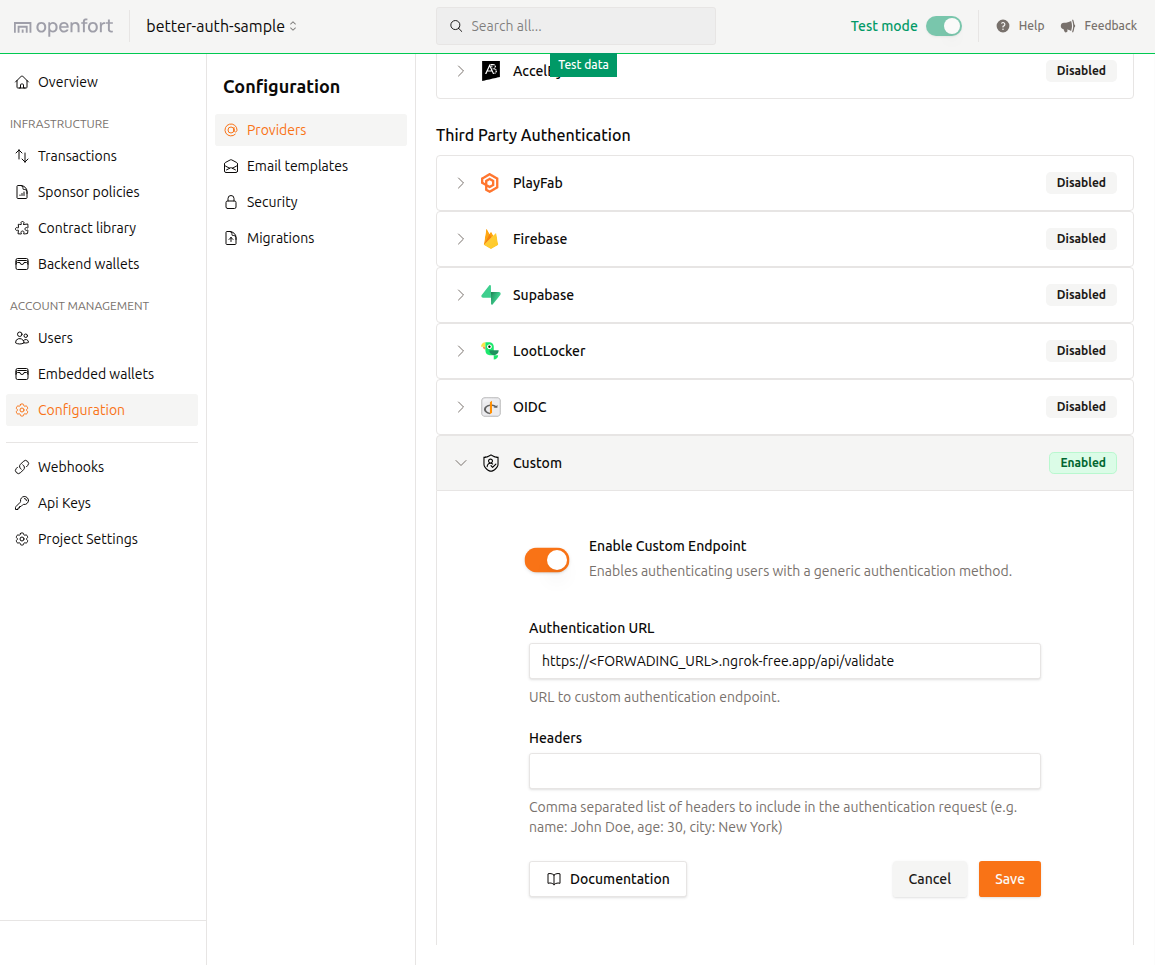 openfort
better-auth-sample
Search all...
Test mode
Help
Feedback
Test data
Overview
INFRASTRUCTURE
Transactions
Sponsor policies
Contract library
Backend wallets
ACCOUNT MANAGEMENT
Users
Embedded wallets
Configuration
Webhooks
Api Keys
Project Settings
Configuration
Providers
Email templates
Security
Migrations
Disabled
Third Party Authentication
PlayFab Disabled
Firebase Disabled
Supabase Disabled
LootLocker Disabled
OIDC Disabled
Custom Enabled
Enable Custom Endpoint
Enables authenticating users with a generic authentication method.
Authentication URL
https://<FORWADING_URL>.ngrok-free.app/api/validate
URL to custom authentication endpoint.
Headers
Comma separated list of headers to include in the authentication request (e.g.
name: John Doe, age: 30, city: New York)
Documentation
Cancel
Save